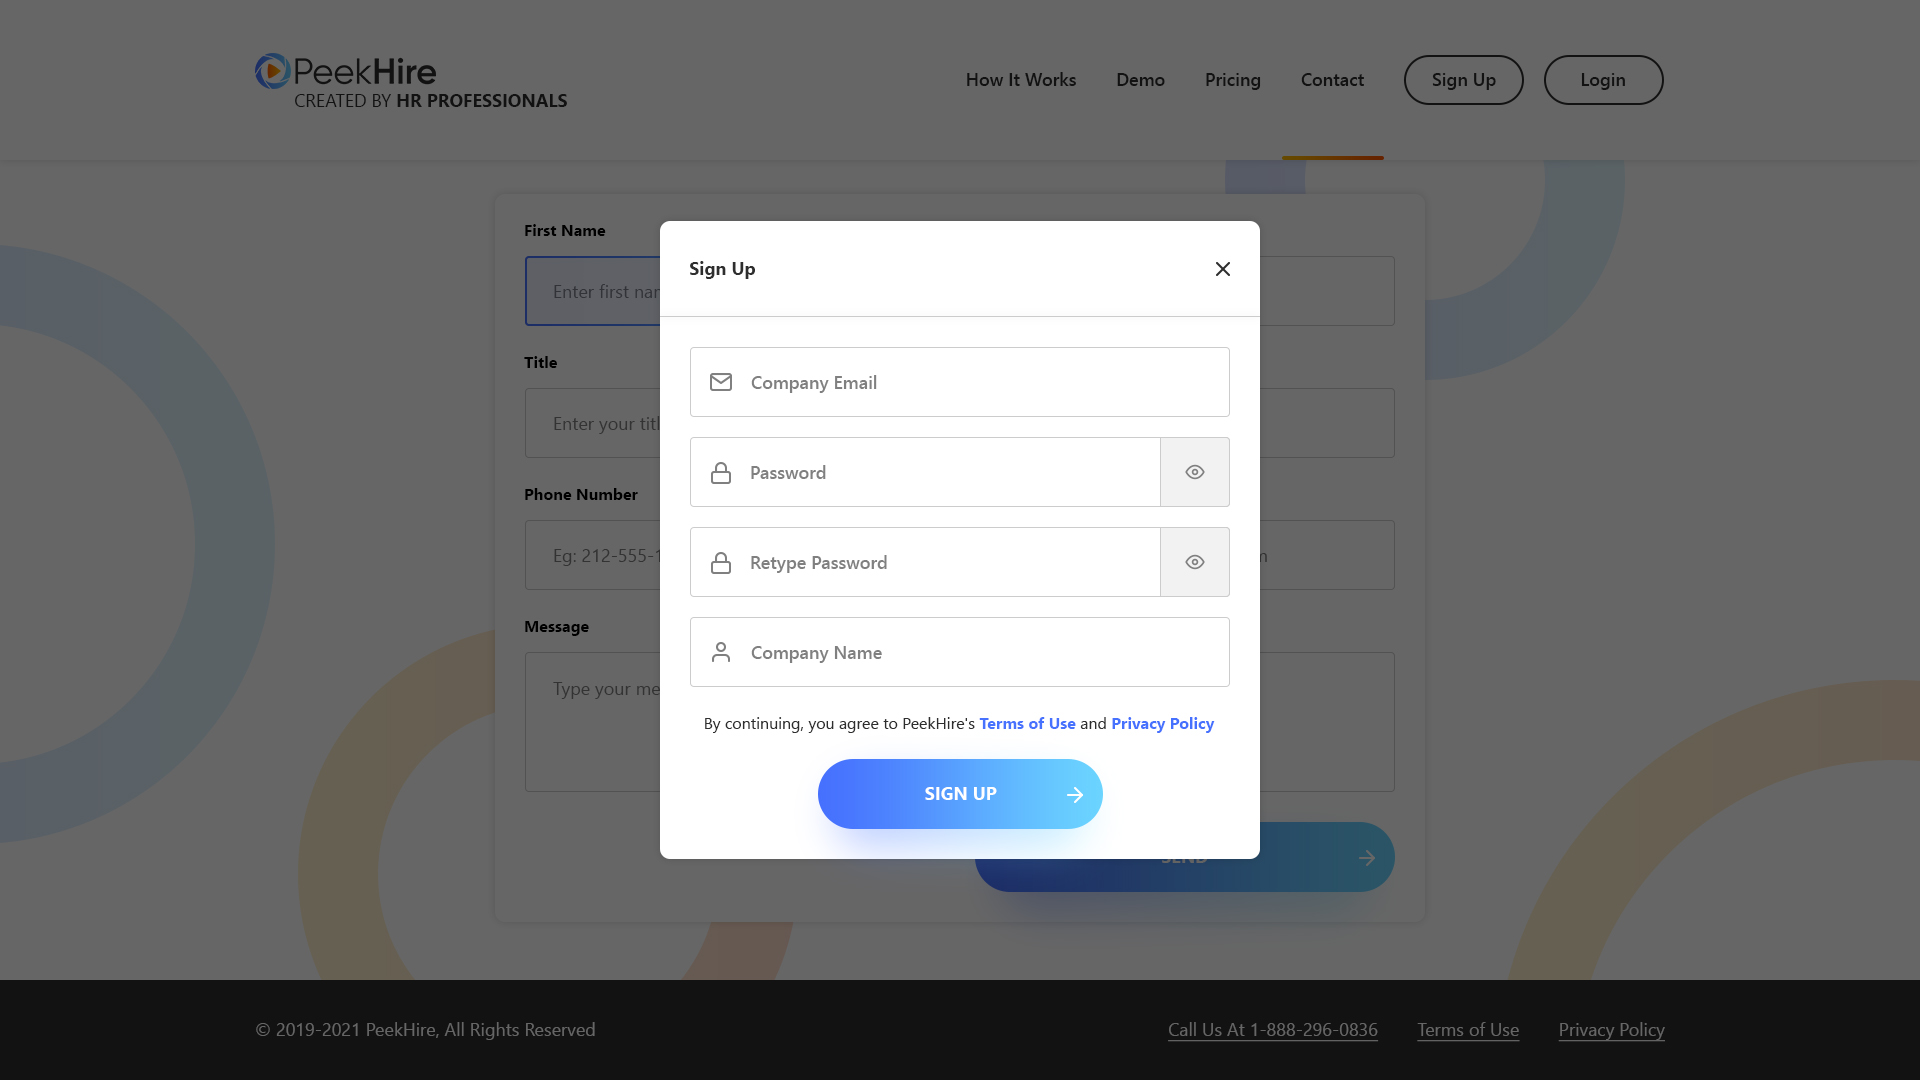 PeekHire
CREATED BY HR PROFESSIONALS
How It Works
Demo
Pricing
Contact
Sign Up
Login
First Name
Enter first
Title
Enter your
Phone Number
Eg: 212-555-1
Message
Type your
Sign Up
Company Email
Password
Retype Password
Company Name
By continuing, you agree to PeekHire's Terms of Use and Privacy Policy
SIGN UP
SEND
© 2019-2021 PeekHire, All Rights Reserved
Call Us At 1-888-296-0836
Terms of Use
Privacy Policy